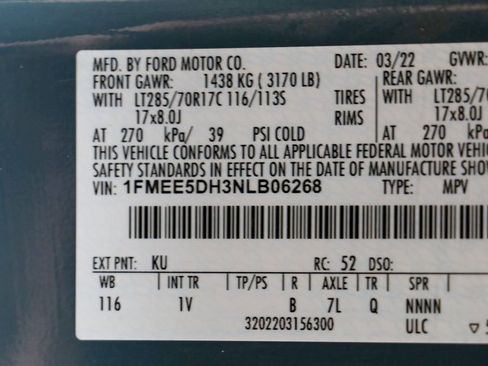 MFD. BY FORD MOTOR CO. DATE: 03/22 GVWR:
FRONT GAWR: 1438 KG ( 3170 LB) REAR GAWR:
WITH LT285/70R17C 116/113S TIRES WITH LT285/70
17x8.0J RIMS 17x8.0J
AT 270 kPa/ 39 PSI COLD AT 270 kPa/
THIS VEHICLE CONFORMS TO ALL APPLICABLE FEDERAL MOTOR VEHIC
SAFETY STANDARDS IN EFFECT ON THE DATE OF MANUFACTURE SHOW
VIN: 1FMEE5DH3NLB06268 TYPE: MPV
EXT PNT: KU RC: 52 DSO:
WB INT TR TP/PS R AXLE TR SPR
116 1V B 7L Q NNNN
3202203156300 ULC